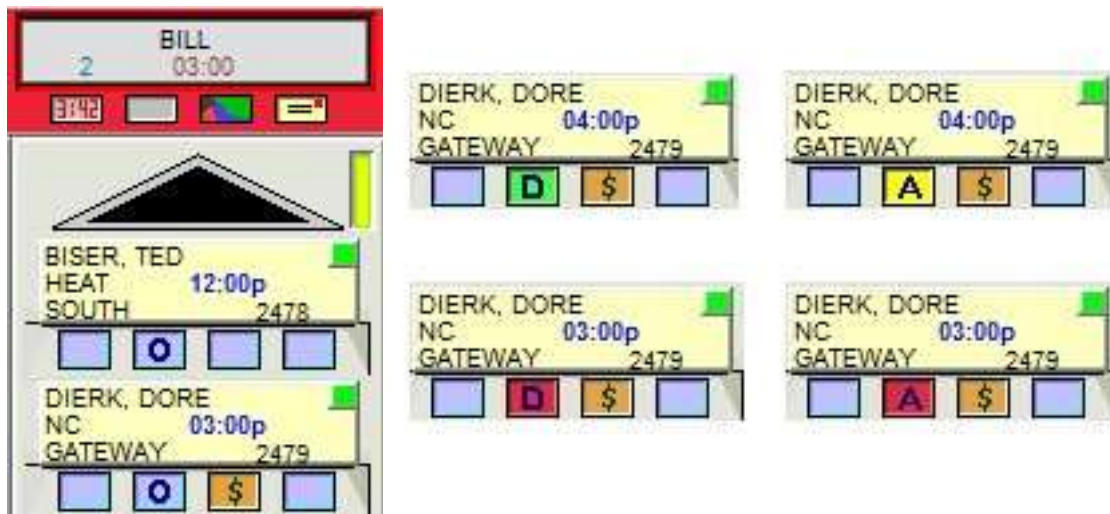 BILL
2 03:00
3:42
BISER, TED
HEAT 12:00p
SOUTH 2478
O
DIERK, DORE
NC 03:00p
GATEWAY 2479
O $
DIERK, DORE
NC 04:00p
GATEWAY 2479
D $
DIERK, DORE
NC 04:00p
GATEWAY 2479
A $
DIERK, DORE
NC 03:00p
GATEWAY 2479
D $
DIERK, DORE
NC 03:00p
GATEWAY 2479
A $